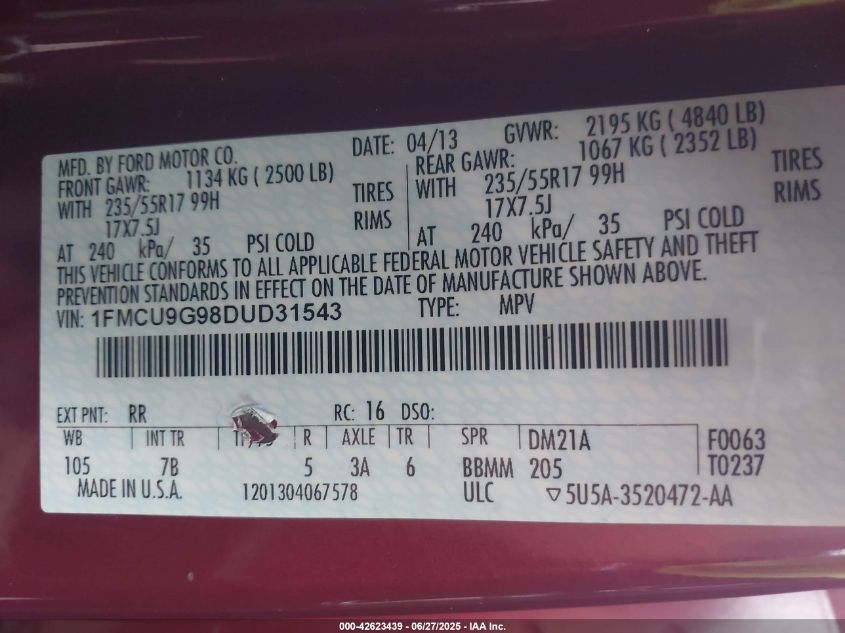 MFD. BY FORD MOTOR CO. DATE: 04/13 GVWR: 2195 KG ( 4840 LB)
FRONT GAWR: 1134 KG ( 2500 LB) REAR GAWR: 1067 KG ( 2352 LB)
WITH 235/55R17 99H TIRES WITH 235/55R17 99H TIRES
17X7.5J RIMS 17X7.5J RIMS
AT 240 kPa/ 35 PSI COLD AT 240 kPa/ 35 PSI COLD
THIS VEHICLE CONFORMS TO ALL APPLICABLE FEDERAL MOTOR VEHICLE SAFETY AND THEFT
PREVENTION STANDARDS IN EFFECT ON THE DATE OF MANUFACTURE SHOWN ABOVE.
VIN: 1FMCU9G98DUD31543 TYPE: MPV
EXT PNT: RR RC: 16 DSO:
WB INT TR R AXLE TR SPR DM21A F0063
105 7B 5 3A 6 BBMM 205 T0237
MADE IN U.S.A. 1201304067578 ULC ▽5U5A-3520472-AA
000-42623439 - 06/27/2025 - IAA Inc.